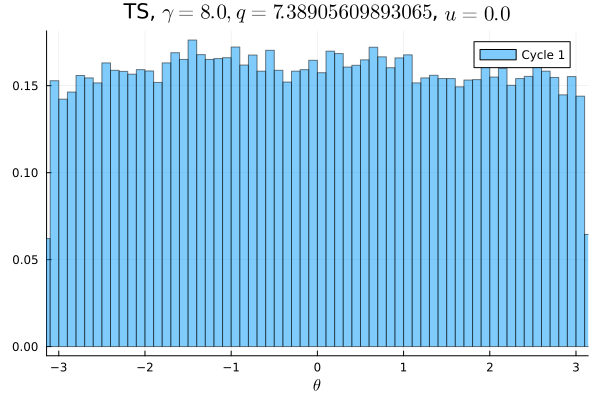 TS, γ = 8.0, q = 7.38905609893065, u = 0.0
Cycle 1
0.15
0.10
0.05
0.00
−3 −2 −1 0 1 2 3
θ